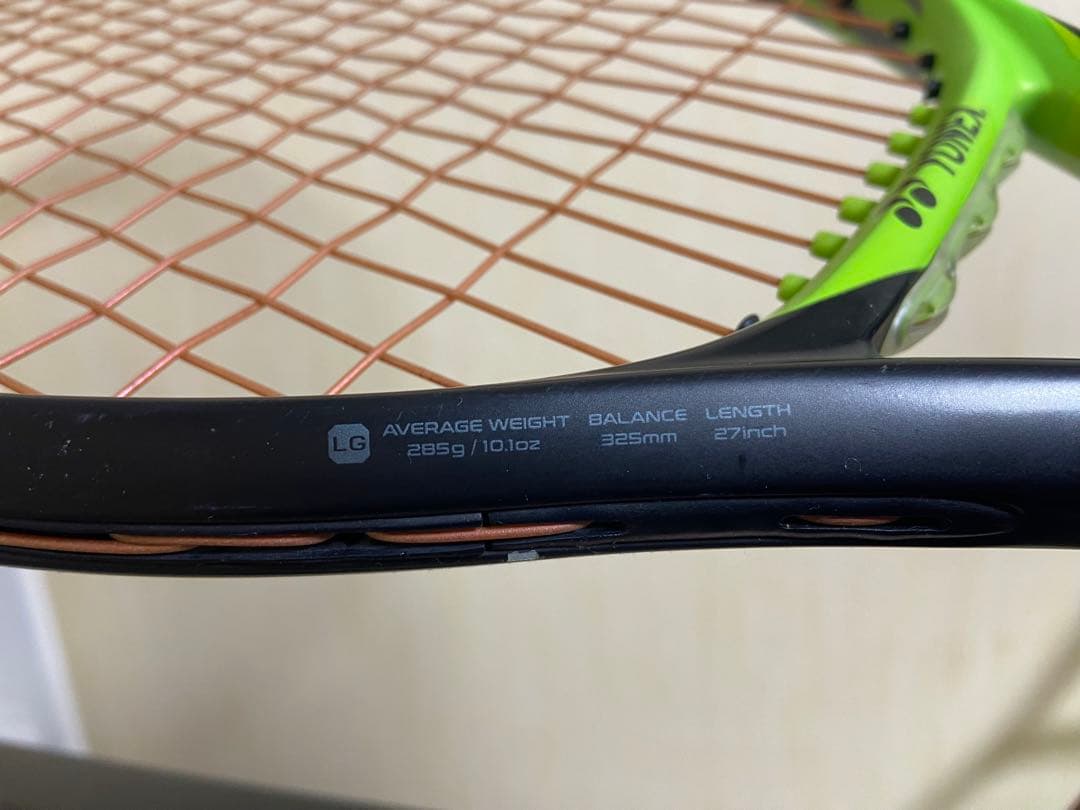 YONEX
LG
AVERAGE WEIGHT BALANCE LENGTH
285g / 10.1oz 325mm 27inch